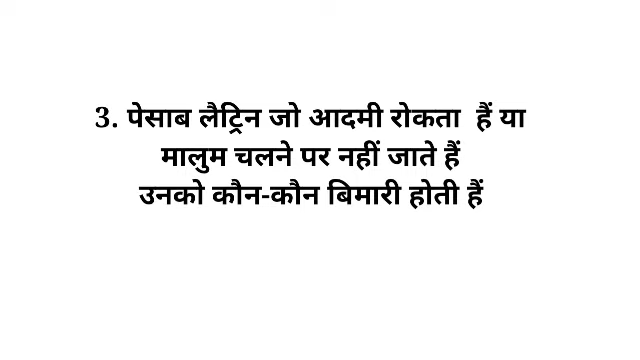 3. पेसाब लैट्रिन जो आदमी रोकता हैं या
मालुम चलने पर नहीं जाते हैं
उनको कौन-कौन बिमारी होती हैं